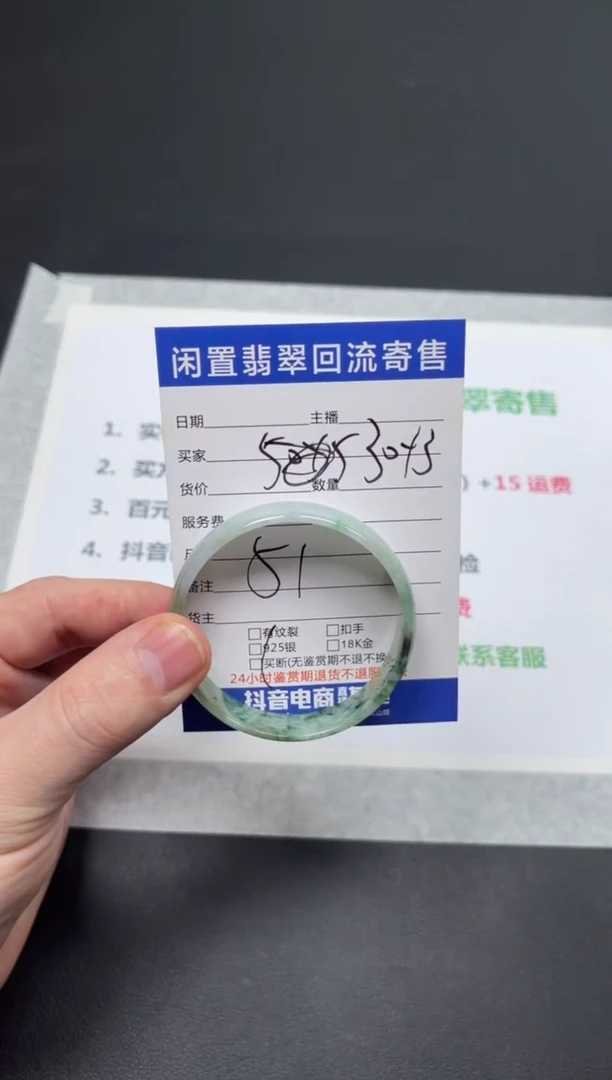 闲置翡翠回流寄售
翠寄售
日期 主播
1. 实
买家 3043
2. 买 +15 运费
货价 数量
3. 百元
服务费
4. 抖音 检
备注 51
费
货主
有纹裂 扣手
925银 18K金
联系客服
买断(无鉴赏期不退不换
24小时鉴赏期退货不退服
抖音电商